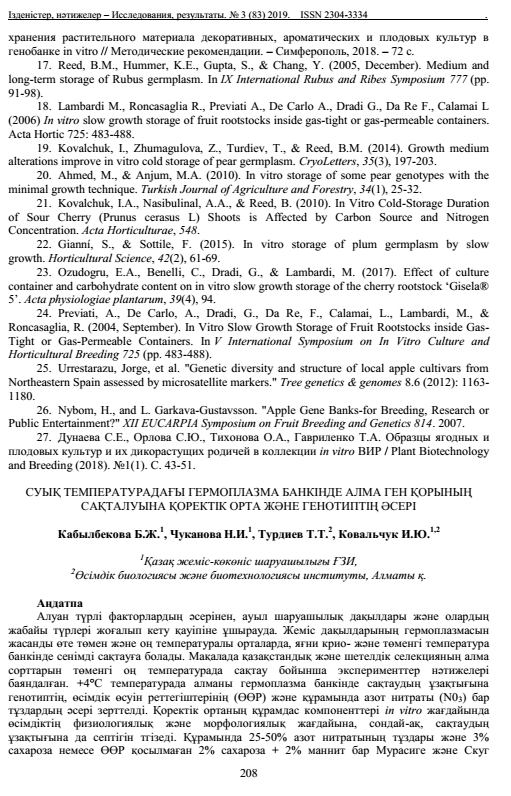 Ізденістер, нәтижелер – Исследования, результаты. № 3 (83) 2019. ISSN 2304-3334 .
хранения растительного материала декоративных, ароматических и плодовых культур в
генобанке in vitro // Методические рекомендации. – Симферополь, 2018. – 72 с.
17. Reed, B.M., Hummer, K.E., Gupta, S., & Chang, Y. (2005, December). Medium and
long-term storage of Rubus germplasm. In IX International Rubus and Ribes Symposium 777 (pp.
91-98).
18. Lambardi M., Roncasaglia R., Previati A., De Carlo A., Dradi G., Da Re F., Calamai L
(2006) In vitro slow growth storage of fruit rootstocks inside gas-tight or gas-permeable containers.
Acta Hortic 725: 483-488.
19. Kovalchuk, I., Zhumagulova, Z., Turdiev, T., & Reed, B.M. (2014). Growth medium
alterations improve in vitro cold storage of pear germplasm. CryoLetters, 35(3), 197-203.
20. Ahmed, M., & Anjum, M.A. (2010). In vitro storage of some pear genotypes with the
minimal growth technique. Turkish Journal of Agriculture and Forestry, 34(1), 25-32.
21. Kovalchuk, I.A., Nasibulinal, A.A., & Reed, B. (2010). In Vitro Cold-Storage Duration
of Sour Cherry (Prunus cerasus L) Shoots is Affected by Carbon Source and Nitrogen
Concentration. Acta Horticulturae, 548.
22. Gianní, S., & Sottile, F. (2015). In vitro storage of plum germplasm by slow
growth. Horticultural Science, 42(2), 61-69.
23. Ozudogru, E.A., Benelli, C., Dradi, G., & Lambardi, M. (2017). Effect of culture
container and carbohydrate content on in vitro slow growth storage of the cherry rootstock ‘Gisela®
5’. Acta physiologiae plantarum, 39(4), 94.
24. Previati, A., De Carlo, A., Dradi, G., Da Re, F., Calamai, L., Lambardi, M., &
Roncasaglia, R. (2004, September). In Vitro Slow Growth Storage of Fruit Rootstocks inside Gas-
Tight or Gas-Permeable Containers. In V International Symposium on In Vitro Culture and
Horticultural Breeding 725 (pp. 483-488).
25. Urrestarazu, Jorge, et al. "Genetic diversity and structure of local apple cultivars from
Northeastern Spain assessed by microsatellite markers." Tree genetics & genomes 8.6 (2012): 1163-
1180.
26. Nybom, H., and L. Garkava-Gustavsson. "Apple Gene Banks-for Breeding, Research or
Public Entertainment?" XII EUCARPIA Symposium on Fruit Breeding and Genetics 814. 2007.
27. Дунаева С.Е., Орлова С.Ю., Тихонова О.А., Гавриленко Т.А. Образцы ягодных и
плодовых культур и их дикорастущих родичей в коллекции in vitro ВИР / Plant Biotechnology
and Breeding (2018). №1(1). С. 43-51.
СУЫҚ ТЕМПЕРАТУРАДАҒЫ ГЕРМОПЛАЗМА БАНКІНДЕ АЛМА ГЕН ҚОРЫНЫҢ
САҚТАЛУЫНА ҚОРЕКТІК ОРТА ЖӘНЕ ГЕНОТИПТІҢ ӘСЕРІ
Кабылбекова Б.Ж.1, Чуканова Н.И.1, Турдиев Т.Т.2, Ковальчук И.Ю.1,2
1Қазақ жеміс-көкөніс шаруашылығы ҒЗИ,
2Өсімдік биологиясы және биотехнологиясы институты, Алматы қ.
Аңдатпа
Алуан түрлі факторлардың әсерінен, ауыл шаруашылық дақылдары және олардың
жабайы түрлері жоғалып кету қауіпіне ұшырауда. Жеміс дақылдарының гермоплазмасын
жасанды өте төмен және оң температуралы орталарда, яғни крио- және төменгі температура
банкінде сенімді сақтауға болады. Мақалада қазақстандық және шетелдік селекцияның алма
сорттарын төменгі оң температурада сақтау бойынша эксперименттер нәтижелері
баяндалған. +4°С температурада алманы гермоплазма банкінде сақтаудың ұзақтығына
генотиптің, өсімдік өсуін реттегіштерінің (ӨӨР) және құрамында азот нитраты (N03) бар
тұздардың әсері зерттелді. Қоректік ортаның құрамдас компоненттері in vitro жағдайында
өсімдіктің физиологиялық және морфологиялық жағдайына, сондай-ақ, сақтаудың
ұзақтығына да септігін тгізеді. Құрамында 25-50% азот нитратының тұздары және 3%
сахароза немесе ӨӨР қосылмаған 2% сахароза + 2% маннит бар Мурасиге және Скуг
208